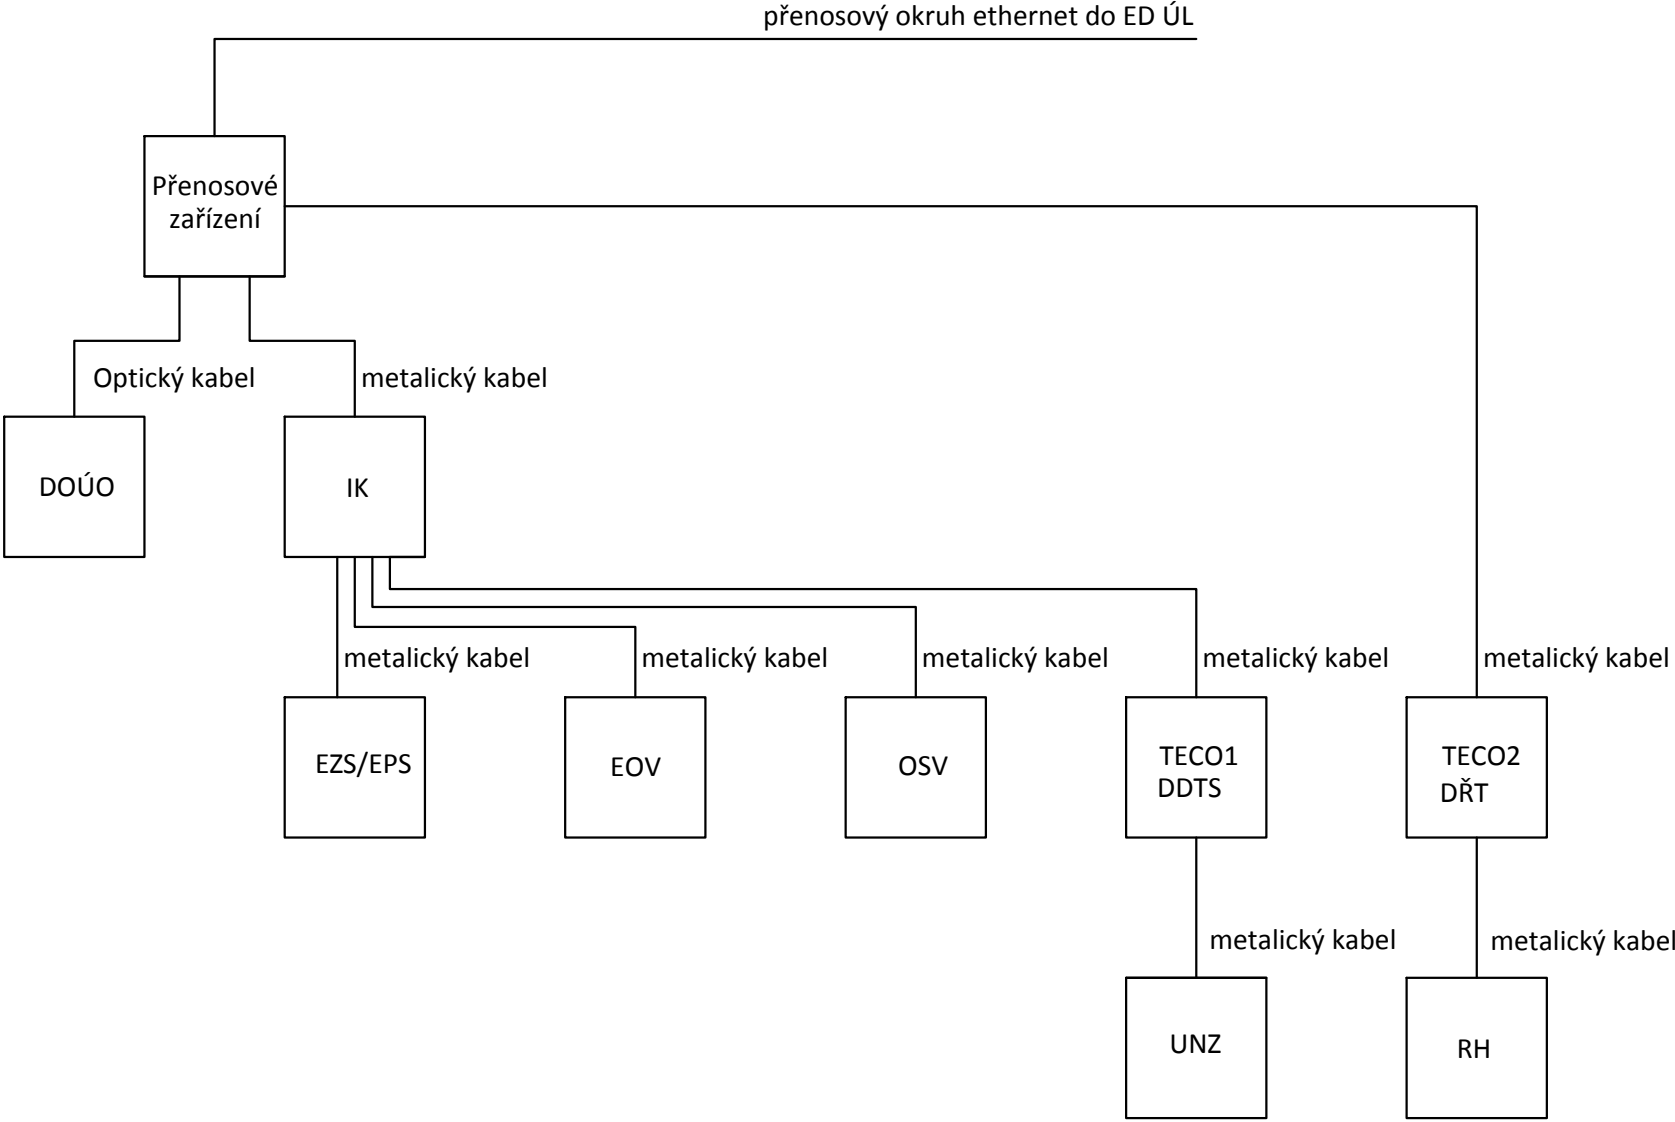 přenosový okruh ethernet do ED ÚL
Přenosové
zařízení
Optický kabel
metalický kabel
DOÚO
IK
metalický kabel
metalický kabel
metalický kabel
metalický kabel
metalický kabel
EZS/EPS
EOV
OSV
TECO1
DDTS
TECO2
DŘT
metalický kabel
metalický kabel
UNZ
RH